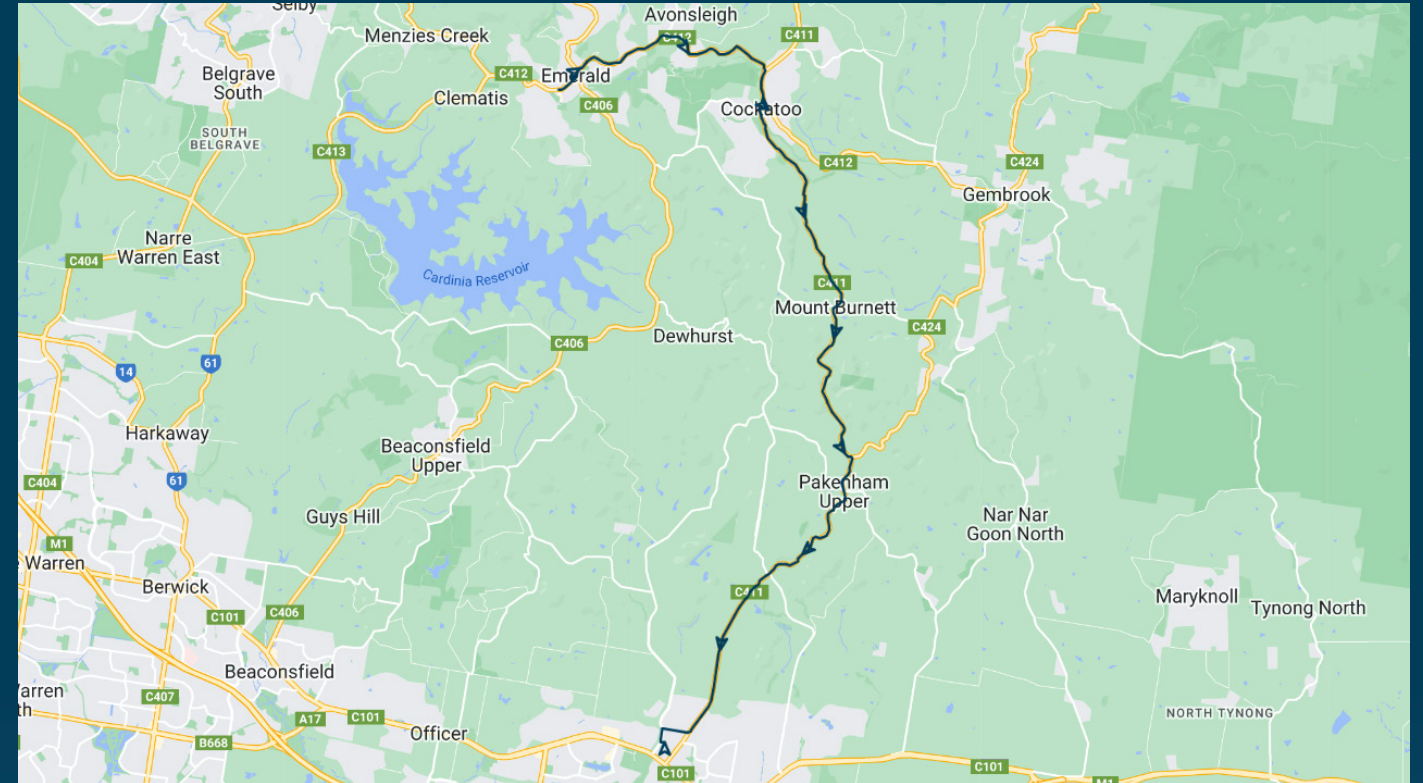 Selby
Avonsleigh
Menzies Creek
C412
C411
Belgrave
South
C412
Emerald
Clematis
C406
Cockatoo
SOUTH
BELGRAVE
C413
C412
C424
Gembrook
Narre
Warren East
C404
Cardinia Reservoir
C411
Mount Burnett
C424
Dewhurst
C406
61
14
Harkaway
Beaconsfield
Upper
61
C404
Pakenham
Upper
Guys Hill
Nar Nar
Goon North
M1
Warren
Berwick
C411
Maryknoll
Tynong North
C101
C406
Beaconsfield
C407
A17
C101
NORTH TYNONG
Officer
B668
C101
C101
M1